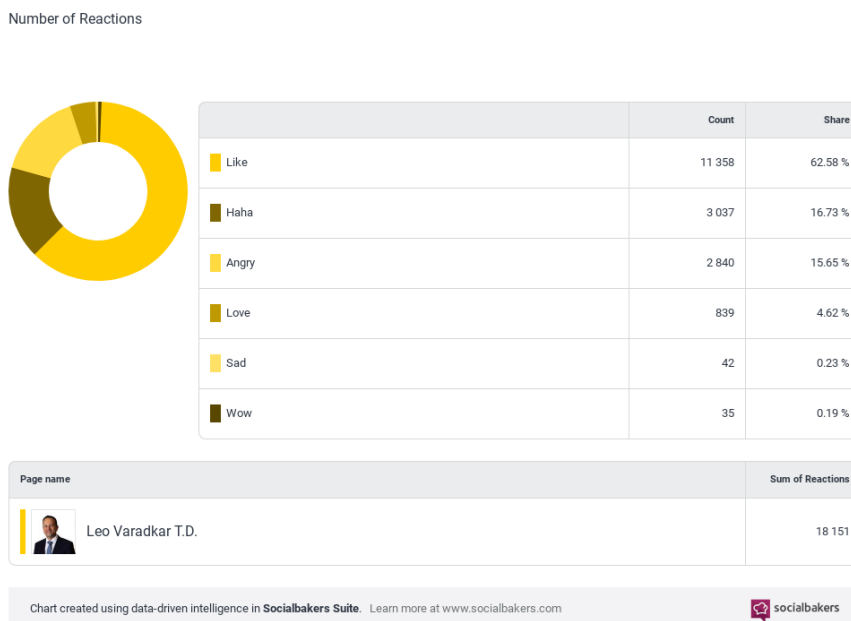 Number of Reactions
Count Share
Like 11 358 62.58 %
Haha 3 037 16.73 %
Angry 2 840 15.65 %
Love 839 4.62 %
Sad 42 0.23 %
Wow 35 0.19 %
Page name Sum of Reactions
Leo Varadkar T.D. 18 151
Chart created using data-driven intelligence in Socialbakers Suite. Learn more at www.socialbakers.com socialbakers